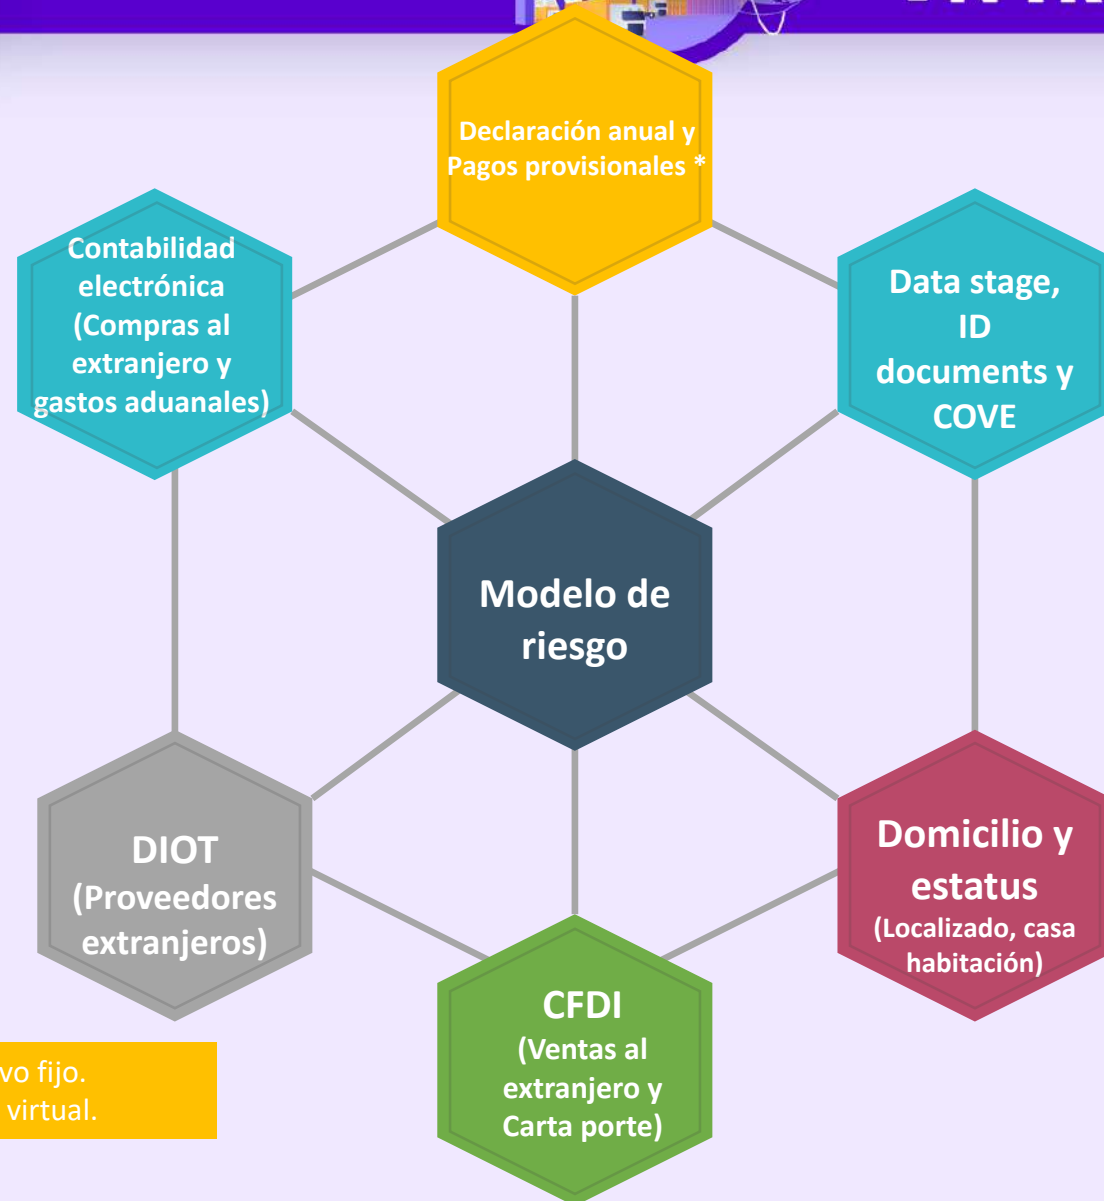 Declaración anual y
Pagos provisionales *
Contabilidad
electrónica
(Compras al
extranjero y
gastos aduanales)
Data stage,
ID
documents y
COVE
Modelo de
riesgo
DIOT
(Proveedores
extranjeros)
Domicilio y
estatus
(Localizado, casa
habitación)
CFDI
(Ventas al
extranjero y
Carta porte)
vo fijo.
virtual.